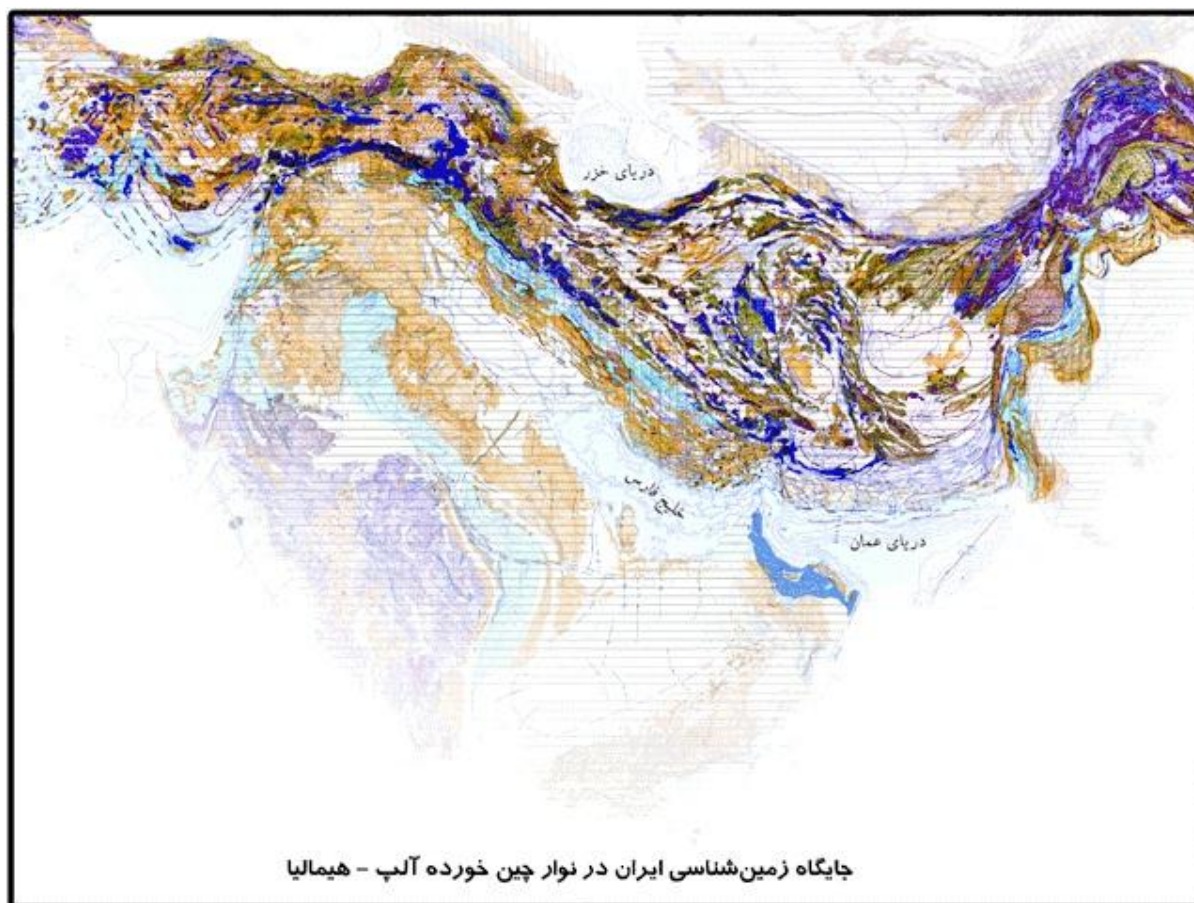 دریای خزر
خلیج فارس
دریای عمان
جایگاه زمین‌شناسی ایران در نوار چین خورده آلپ - هیمالیا